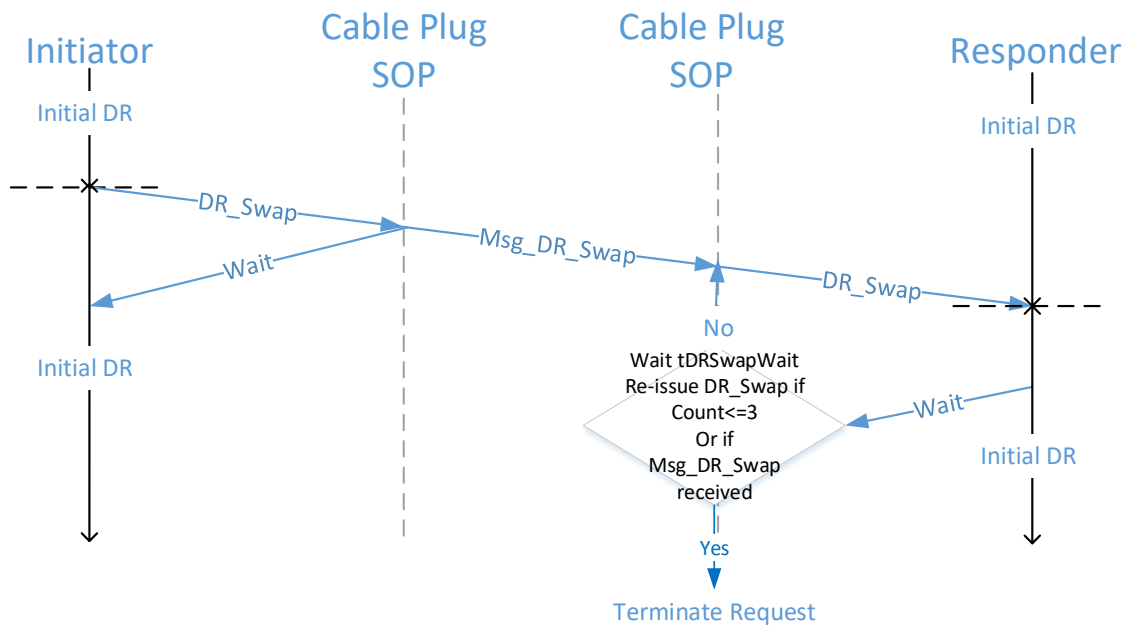 Initiator
Cable Plug
SOP
Cable Plug
SOP
Responder
Initial DR
Initial DR
DR_Swap
Msg_DR_Swap
DR_Swap
Wait
No
Initial DR
Wait tDRSwapWait
Re-issue DR_Swap if
Count<=3
Or if
Msg_DR_Swap
received
Wait
Initial DR
Yes
Terminate Request